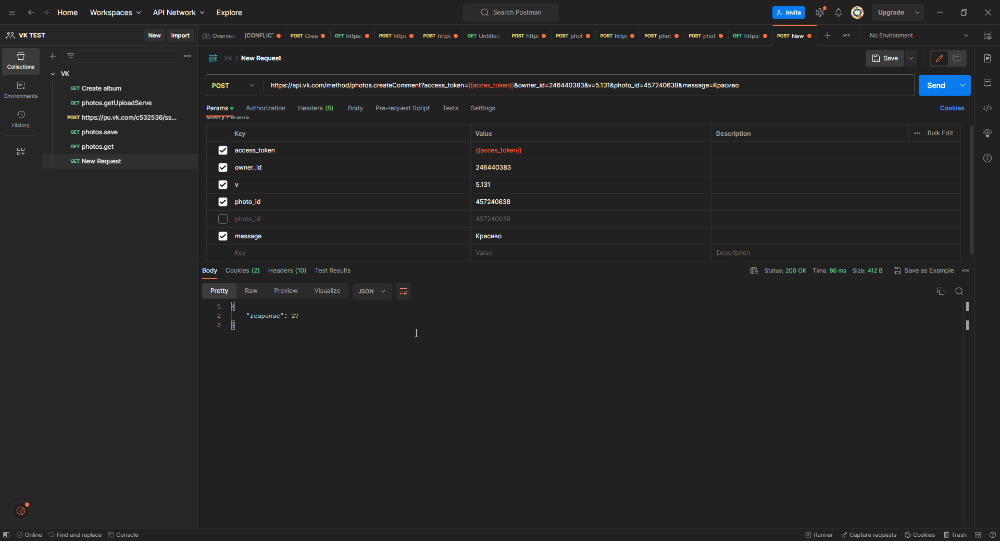 Home Workspaces API Network Explore Search Postman Invite Upgrade
VK TEST New Import
Overview [CONFLICT POST Crea GET https: POST https POST https GET Untitled POST https POST phot POST https POST phot POST phot GET https: POST New No Environment
Collections
Environments
History
VK
GET Create album
GET photos.getUploadServe
POST https://pu.vk.com/c532536/ss...
GET photos.save
GET photos.get
GET New Request
HTTP VK / New Request Save
POST https://api.vk.com/method/photos.createComment?access_token={{acces_token}}&owner_id=246440383&v=5.131&photo_id=457240638&message=Красиво Send
Params Authorization Headers (8) Body Pre-request Script Tests Settings Cookies
Query Params
Key Value Description Bulk Edit
access_token {{acces_token}}
owner_id 246440383
v 5.131
photo_id 457240638
photo_id 457240639
message Красиво
Key Value Description
Body Cookies (2) Headers (10) Test Results Status: 200 OK Time: 86 ms Size: 412 B Save as Example
Pretty Raw Preview Visualize JSON
1 {
2 "response": 27
3 }
Online Find and replace Console Runner Capture requests Cookies Trash